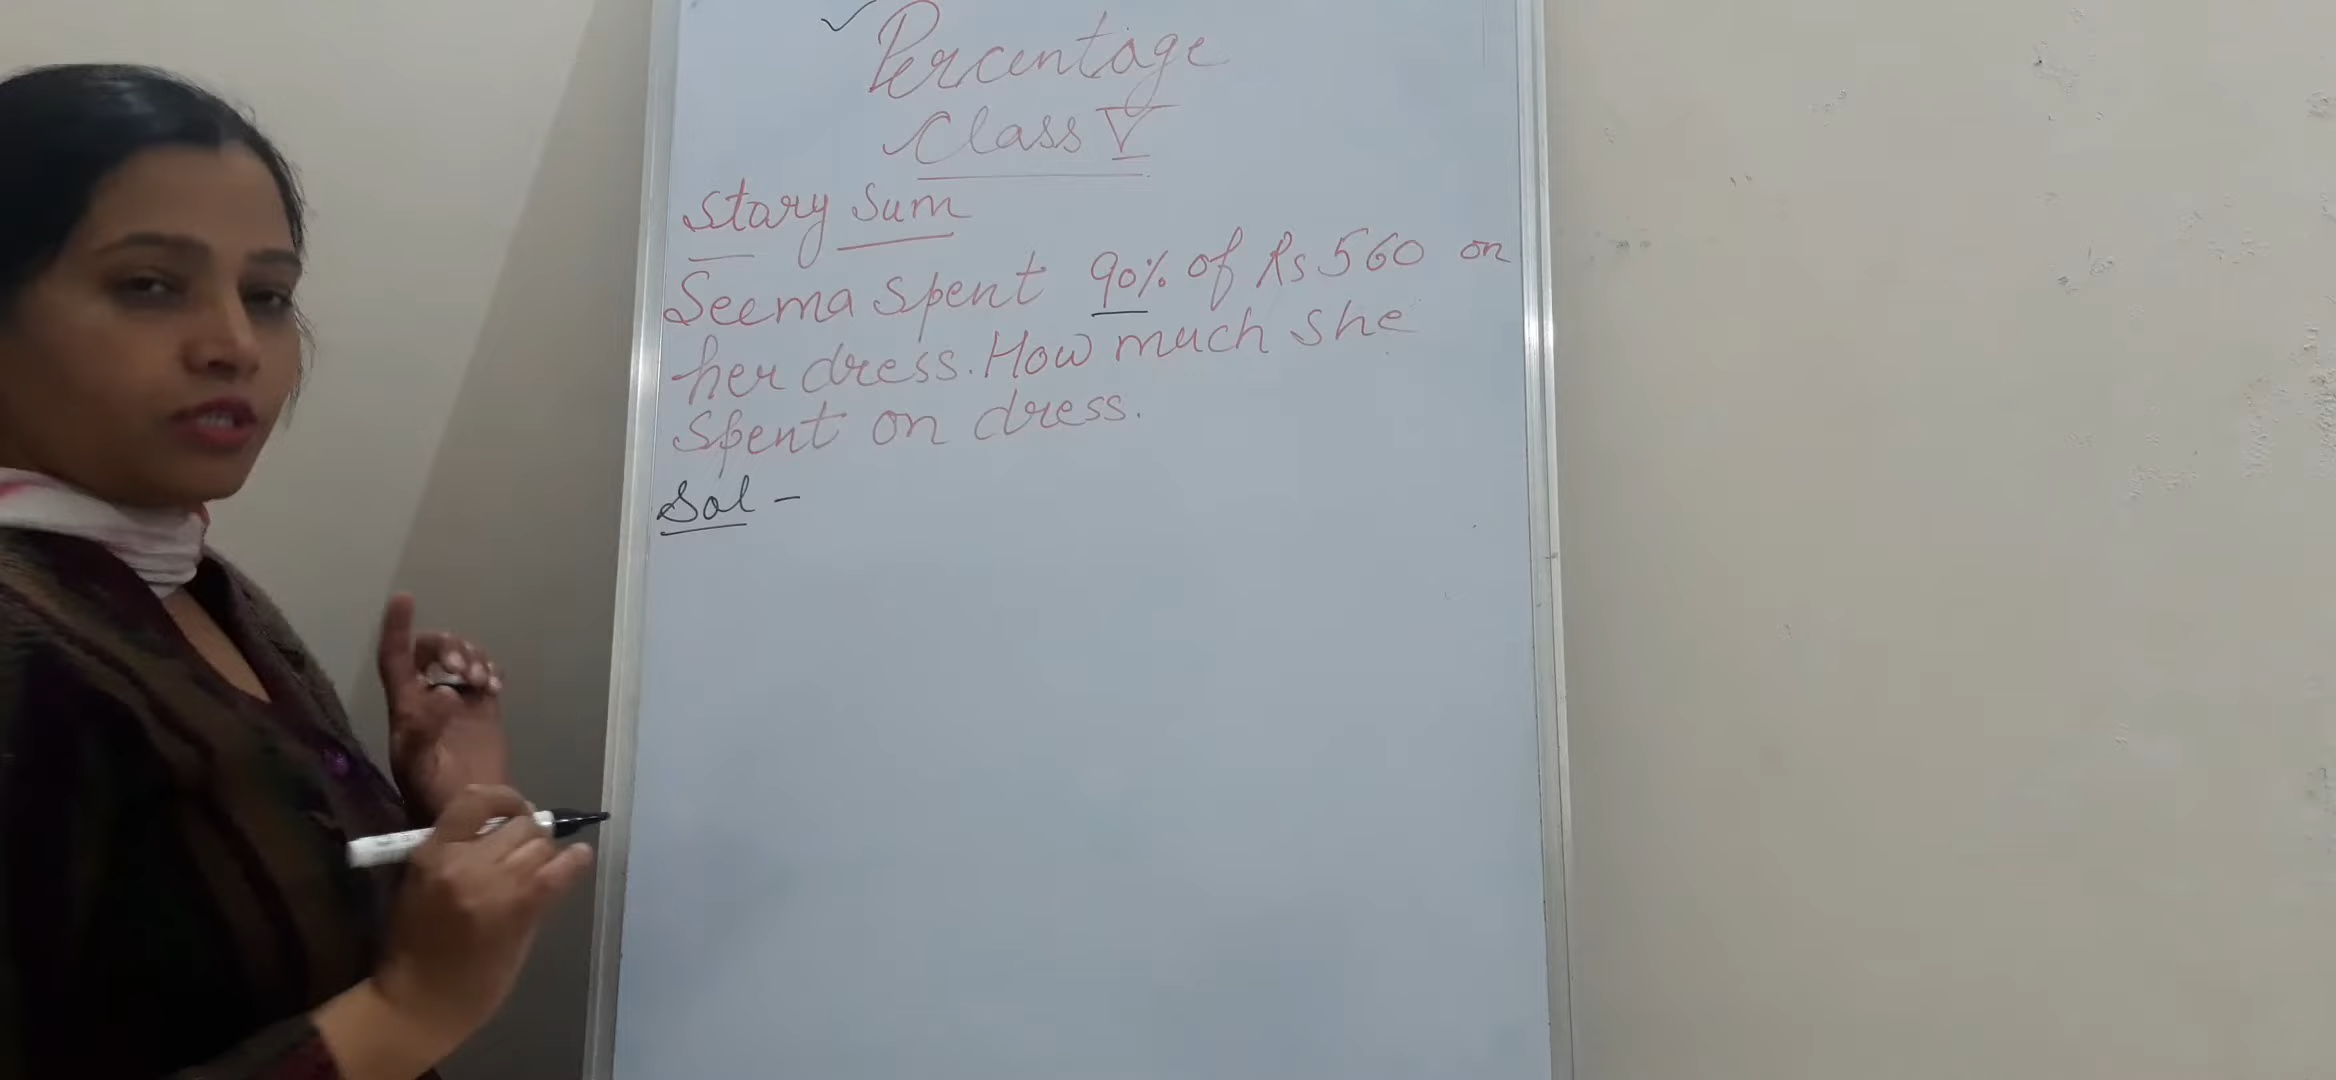 Percentage
Class V
Stary Sum
Seema Spent 90% of Rs 560 on
her dress. How much she
Spent on dress.
Sol -